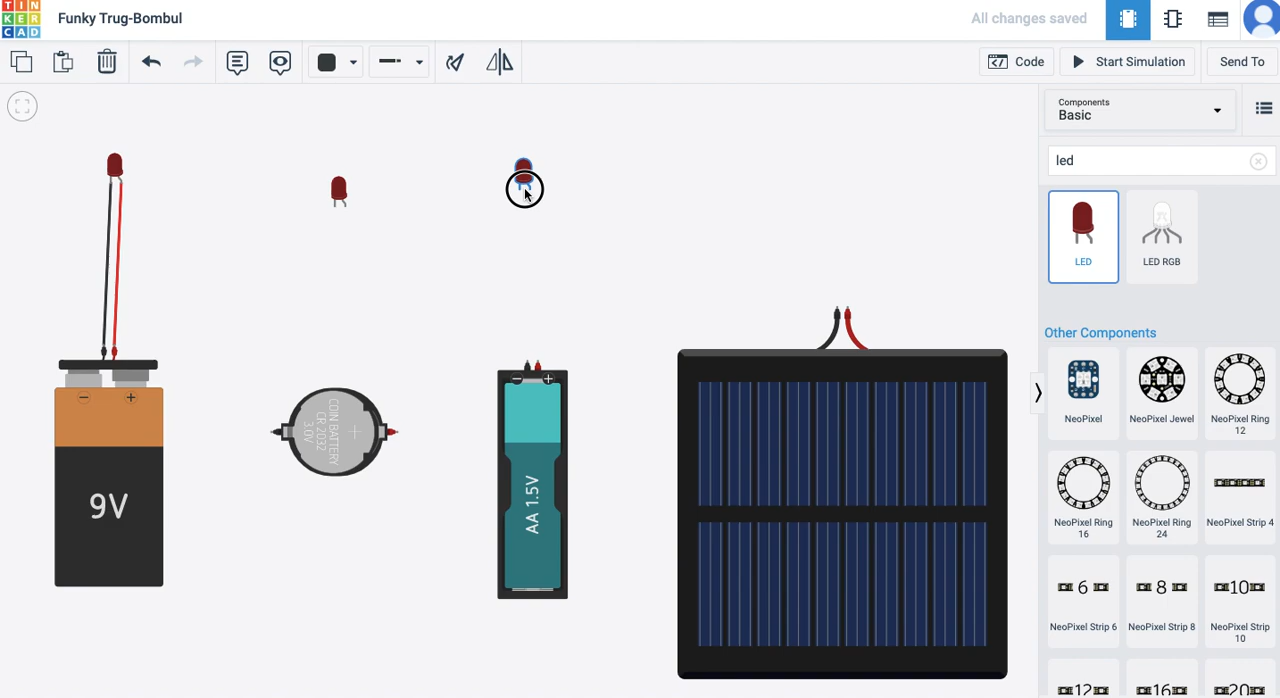 TIN
KER
CAD
Funky Trug-Bombul
All changes saved
Code
Start Simulation
Send To
Components
Basic
led
LED
LED RGB
Other Components
NeoPixel
NeoPixel Jewel
NeoPixel Ring
12
NeoPixel Ring
16
NeoPixel Ring
24
NeoPixel Strip 4
6
8
10
NeoPixel Strip 6
NeoPixel Strip 8
NeoPixel Strip
10
12
16
20
- +
9V
COIN BATTERY
CR 2032
3.0V
+
- +
AA 1.5V